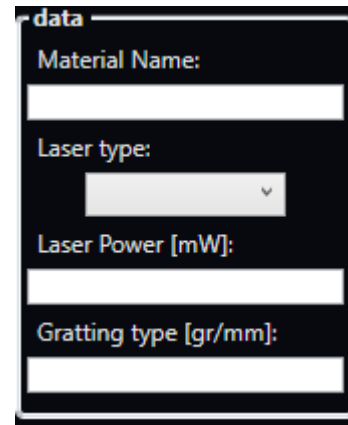 data
Material Name:
Laser type:
Laser Power [mW]:
Gratting type [gr/mm]: